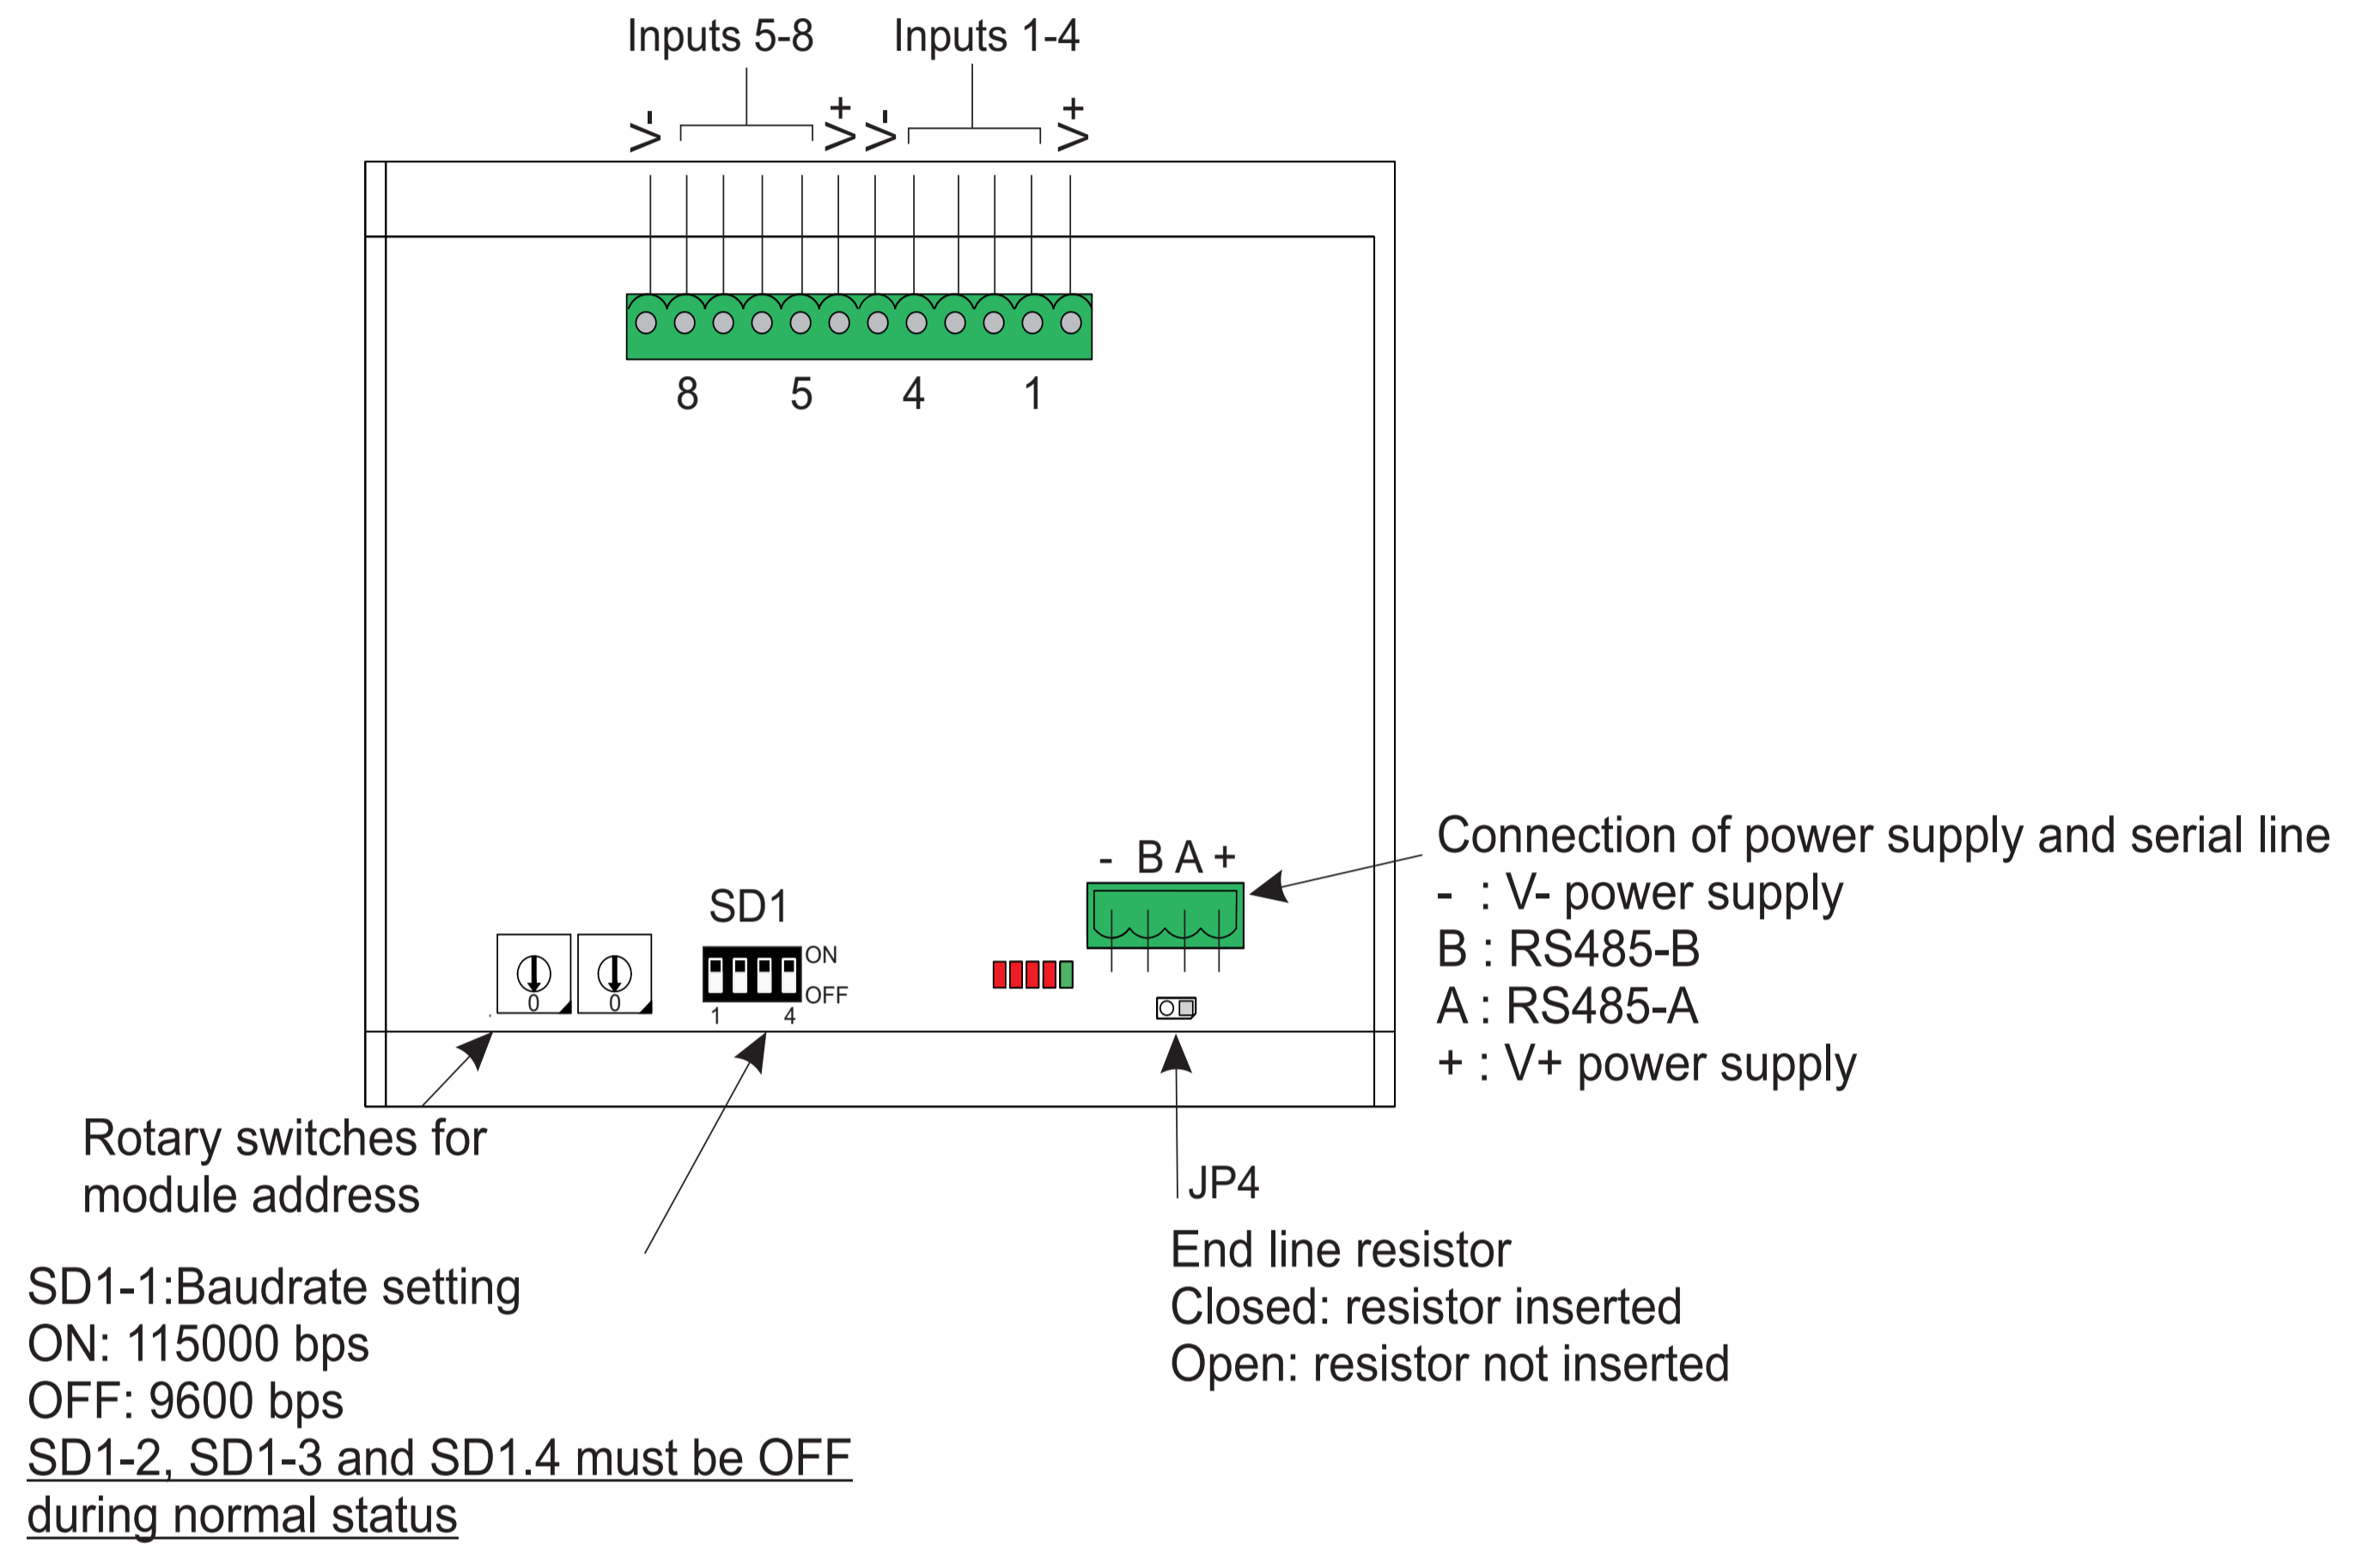 Inputs 5-8
Inputs 1-4
V-
V+
V-
V+
8
5
4
1
- B A +
SD1
ON
OFF
0
0
1
4
Connection of power supply and serial line
- : V- power supply
B : RS485-B
A : RS485-A
+ : V+ power supply
Rotary switches for
module address
JP4
End line resistor
Closed: resistor inserted
Open: resistor not inserted
SD1-1:Baudrate setting
ON: 115000 bps
OFF: 9600 bps
SD1-2, SD1-3 and SD1.4 must be OFF
during normal status